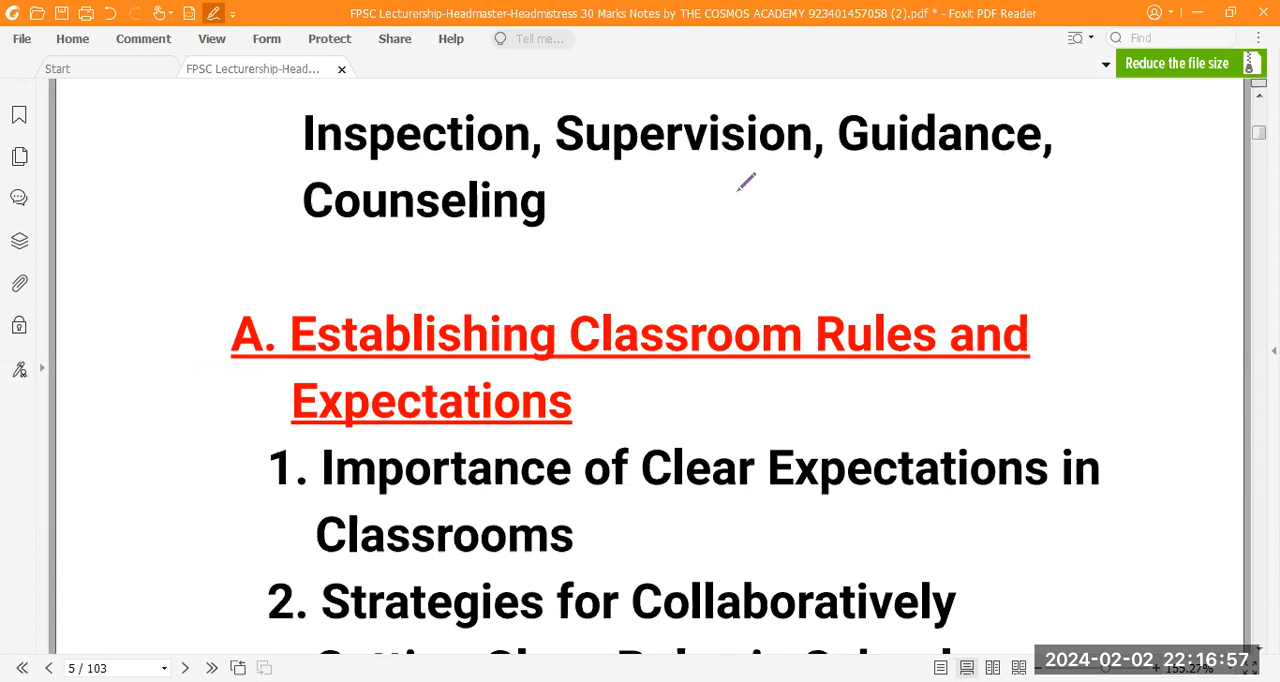 FPSC Lecturership-Headmaster-Headmistress 30 Marks Notes by THE COSMOS ACADEMY 923401457058 (2).pdf * - Foxit PDF Reader
File Home Comment View Form Protect Share Help Tell me... Find
Start FPSC Lecturership-Head... Reduce the file size
Inspection, Supervision, Guidance,
Counseling
A. Establishing Classroom Rules and
Expectations
1. Importance of Clear Expectations in
Classrooms
2. Strategies for Collaboratively
5 / 103
2024-02-02 22:16:57
155.27%